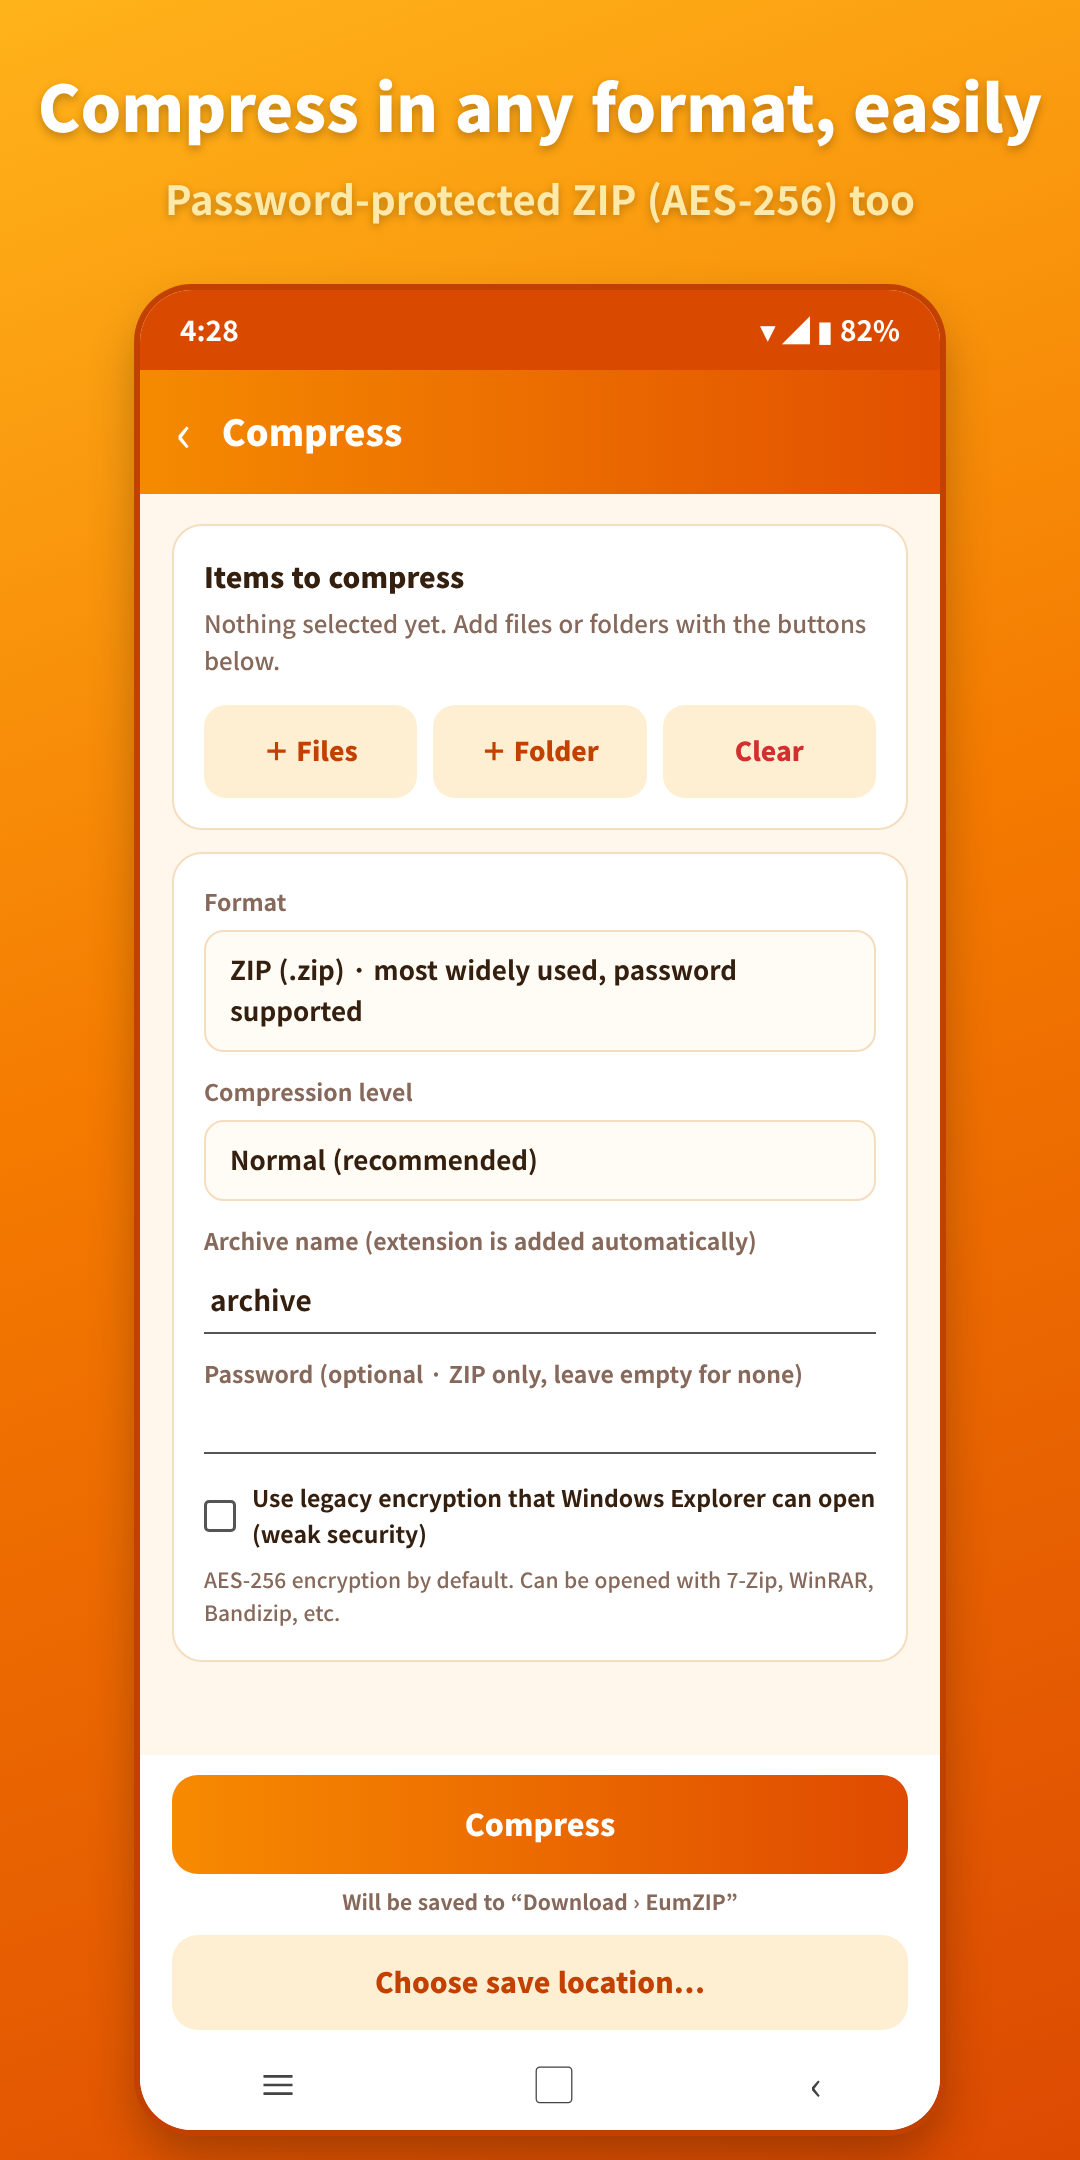 Compress in any format, easily
Password-protected ZIP (AES-256) too
4:28
82%
‹ Compress
Items to compress
Nothing selected yet. Add files or folders with the buttons
below.
+ Files
+ Folder
Clear
Format
ZIP (.zip) · most widely used, password
supported
Compression level
Normal (recommended)
Archive name (extension is added automatically)
archive
Password (optional · ZIP only, leave empty for none)
Use legacy encryption that Windows Explorer can open
(weak security)
AES-256 encryption by default. Can be opened with 7-Zip, WinRAR,
Bandizip, etc.
Compress
Will be saved to “Download › EumZIP”
Choose save location…